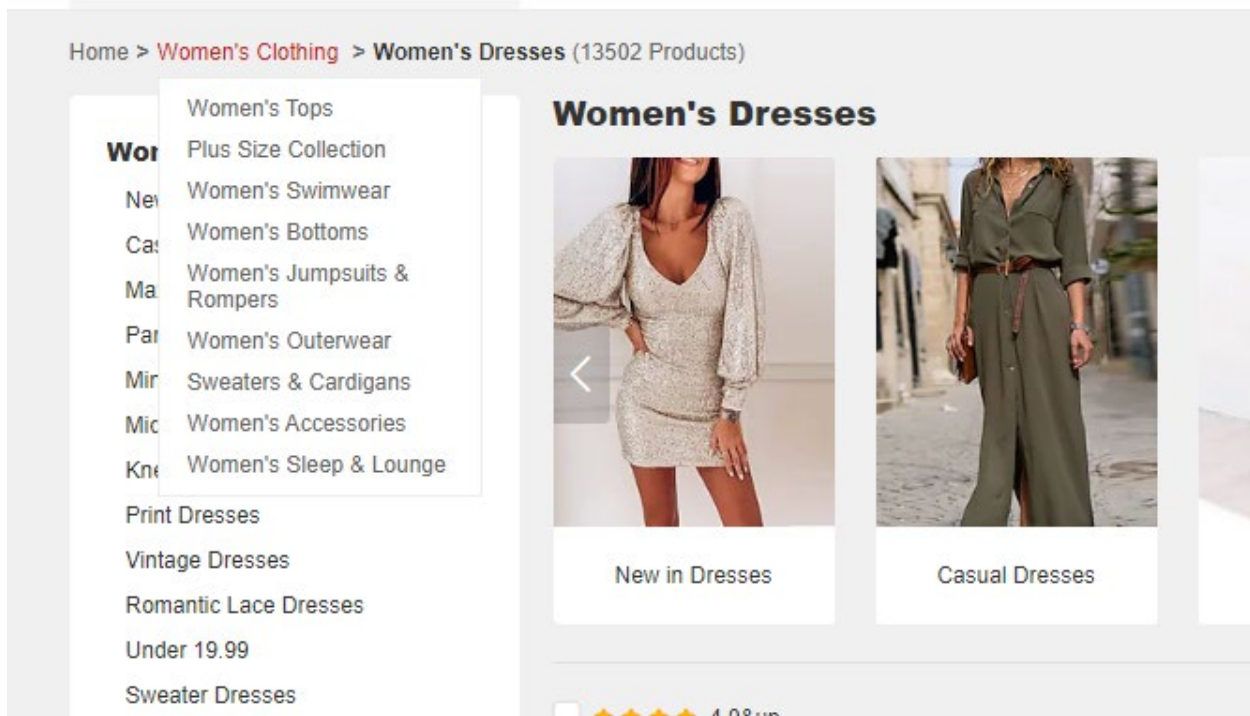 Home > Women's Clothing > Women's Dresses (13502 Products)
Women's Tops
Plus Size Collection
Women's Swimwear
Women's Bottoms
Women's Jumpsuits &
Rompers
Women's Outerwear
Sweaters & Cardigans
Women's Accessories
Women's Sleep & Lounge
Print Dresses
Vintage Dresses
Romantic Lace Dresses
Under 19.99
Sweater Dresses
Women's Dresses
New in Dresses
Casual Dresses